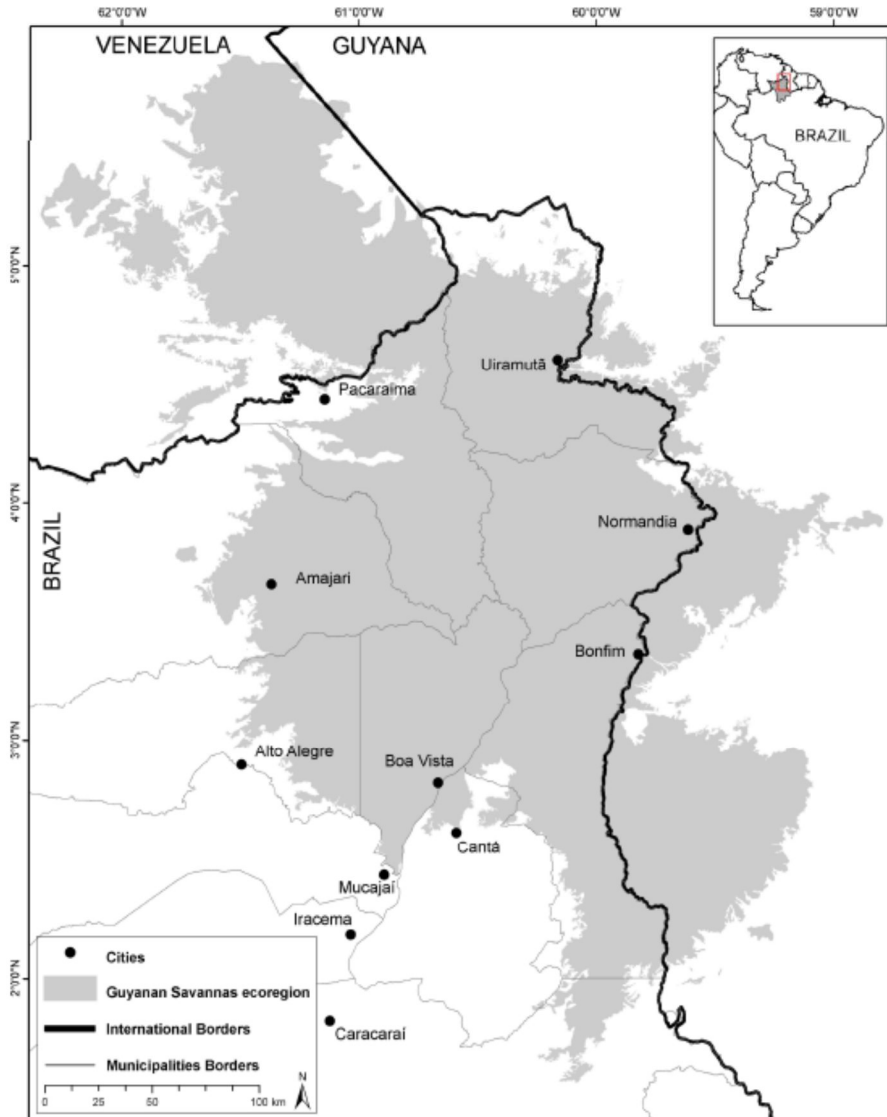 62°0'0"W
61°0'0"W
60°0'0"W
59°0'0"W
VENEZUELA
GUYANA
BRAZIL
5°0'0"N
Uiramutã
Pacaraima
4°0'0"N
Normandia
BRAZIL
Amajari
Bonfim
3°0'0"N
Alto Alegre
Boa Vista
Cantá
Mucajaí
Iracema
2°0'0"N
Cities
Guyanan Savannas ecoregion
Caracaraí
International Borders
Municipalities Borders
N
0 25 50 100 km